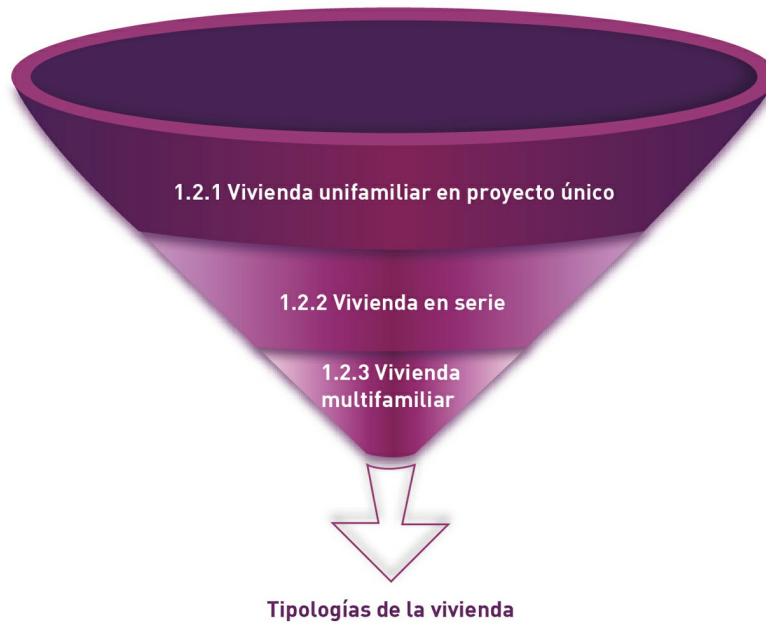 1.2.1 Vivienda unifamiliar en proyecto único
1.2.2 Vivienda en serie
1.2.3 Vivienda
multifamiliar
Tipologías de la vivienda